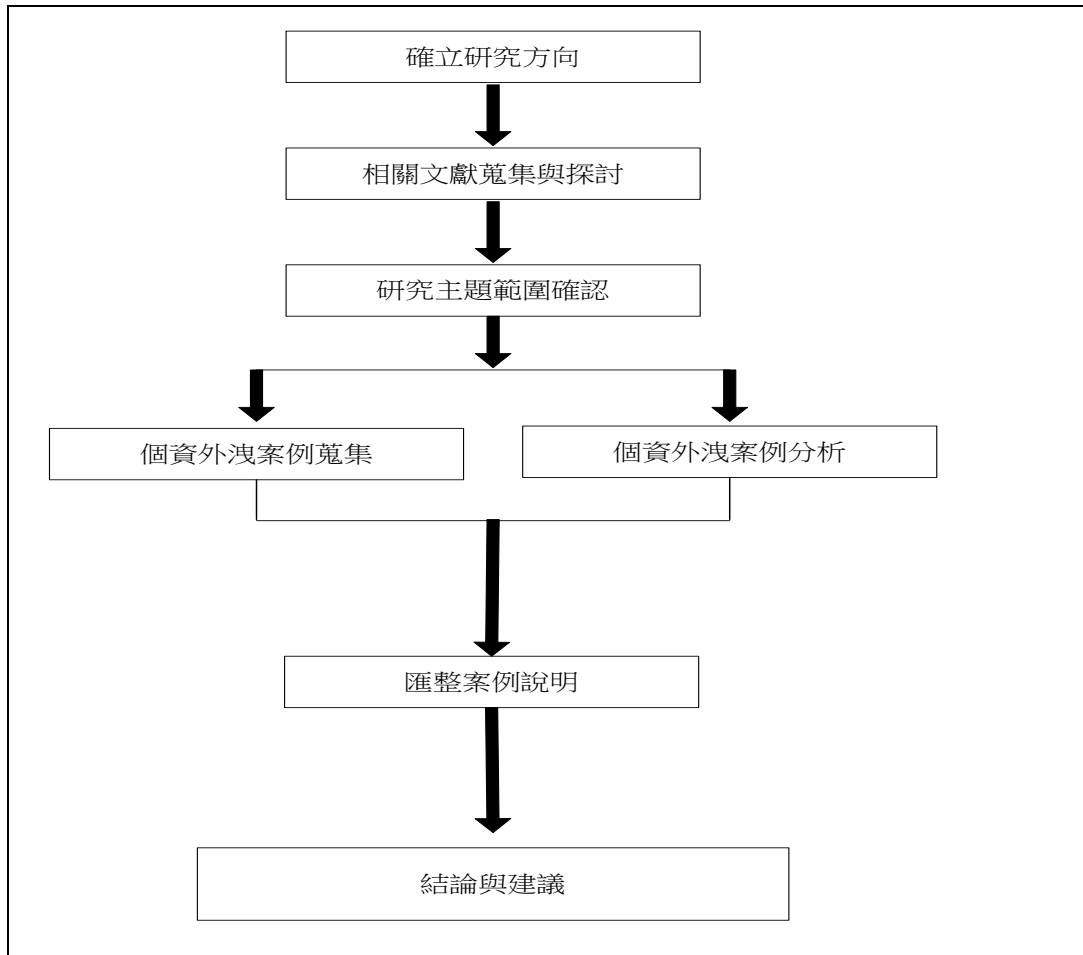 確立研究方向
相關文獻蒐集與探討
研究主題範圍確認
個資外洩案例蒐集
個資外洩案例分析
匯整案例說明
結論與建議